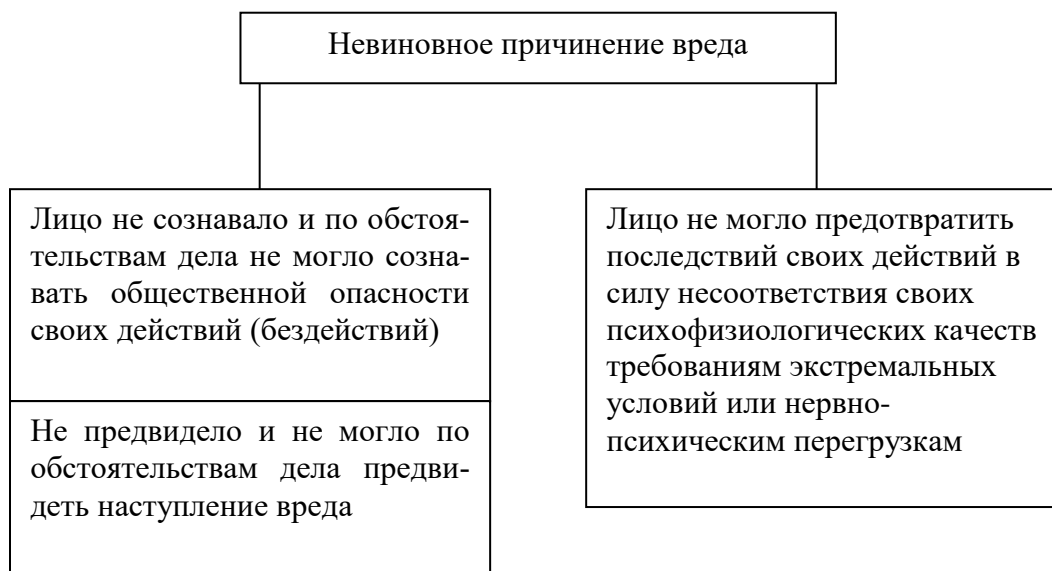 Невиновное причинение вреда
Лицо не сознавало и по обстоя-
тельствам дела не могло созна-
вать общественной опасности
своих действий (бездействий)
Не предвидело и не могло по
обстоятельствам дела предви-
деть наступление вреда
Лицо не могло предотвратить
последствий своих действий в
силу несоответствия своих
психофизиологических качеств
требованиям экстремальных
условий или нервно-
психическим перегрузкам